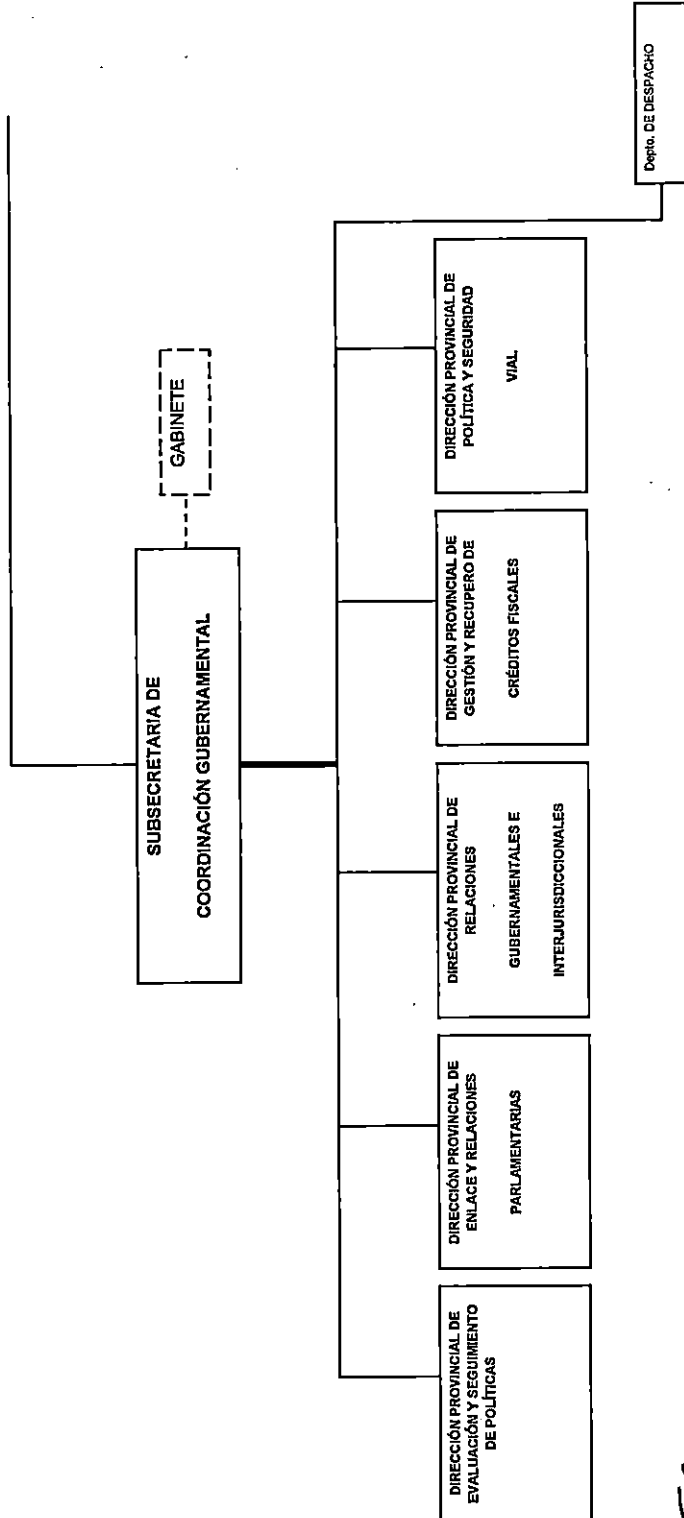 SUBSECRETARIA DE
COORDINACIÓN GUBERNAMENTAL
GABINETE
DIRECCIÓN PROVINCIAL DE
EVALUACIÓN Y SEGUIMIENTO
DE POLÍTICAS
DIRECCIÓN PROVINCIAL DE
ENLACE Y RELACIONES
PARLAMENTARIAS
DIRECCIÓN PROVINCIAL DE
RELACIONES
GUBERNAMENTALES E
INTERJURISDICCIONALES
DIRECCIÓN PROVINCIAL DE
GESTIÓN Y RECUPERO DE
CRÉDITOS FISCALES
DIRECCIÓN PROVINCIAL DE
POLÍTICA Y SEGURIDAD
VIAL
Depto. DE DESPACHO